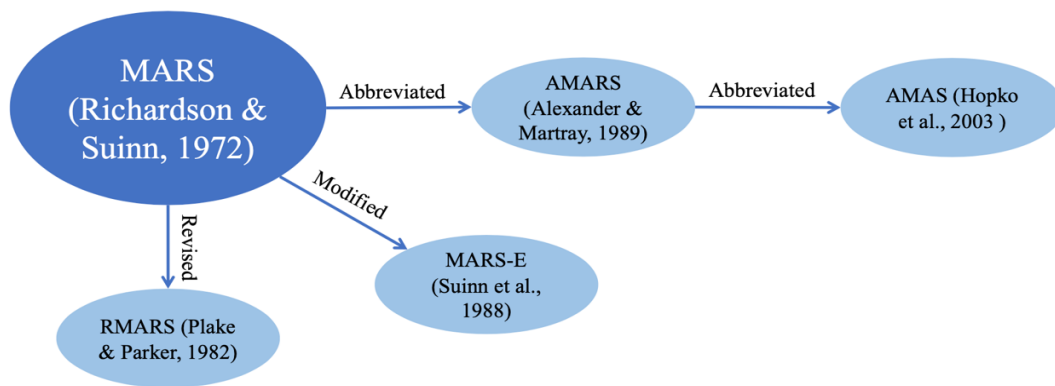 MARS
(Richardson &
Suinn, 1972)
Abbreviated
AMARS
(Alexander &
Martray, 1989)
Abbreviated
AMAS (Hopko
et al., 2003 )
Modified
Revised
MARS-E
(Suinn et al.,
1988)
RMARS (Plake
& Parker, 1982)